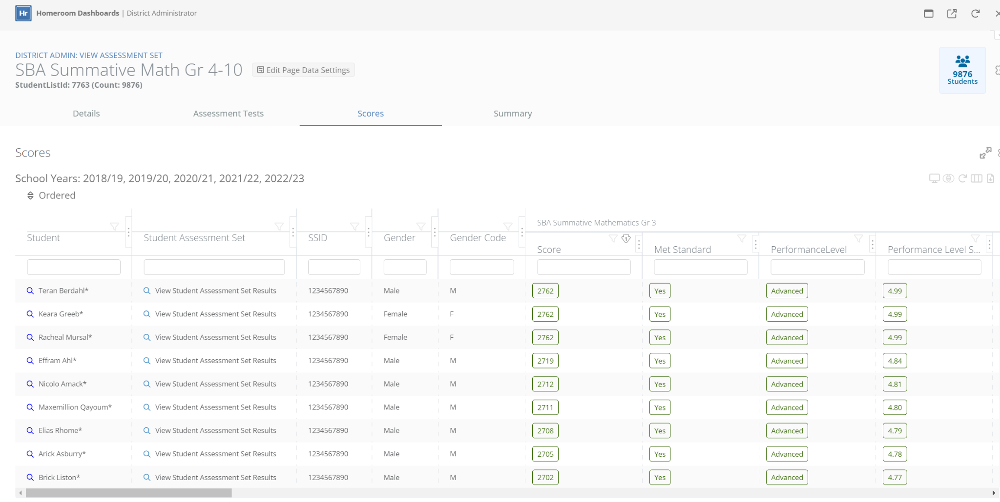 Hr Homeroom Dashboards | District Administrator
DISTRICT ADMIN: VIEW ASSESSMENT SET
SBA Summative Math Gr 4-10 Edit Page Data Settings
StudentListId: 7763 (Count: 9876)
9876
Students
Details Assessment Tests Scores Summary
Scores
School Years: 2018/19, 2019/20, 2020/21, 2021/22, 2022/23
Ordered
SBA Summative Mathematics Gr 3
1
Student Student Assessment Set SSID Gender Gender Code Score Met Standard PerformanceLevel Performance Level S...
Teran Berdahl* View Student Assessment Set Results 1234567890 Male M 2762 Yes Advanced 4.99
Keara Greeb* View Student Assessment Set Results 1234567890 Female F 2762 Yes Advanced 4.99
Racheal Mursal* View Student Assessment Set Results 1234567890 Female F 2762 Yes Advanced 4.99
Effram Ahl* View Student Assessment Set Results 1234567890 Male M 2719 Yes Advanced 4.84
Nicolo Amack* View Student Assessment Set Results 1234567890 Male M 2712 Yes Advanced 4.81
Maxemillion Qayoum* View Student Assessment Set Results 1234567890 Male M 2711 Yes Advanced 4.80
Elias Rhome* View Student Assessment Set Results 1234567890 Male M 2708 Yes Advanced 4.79
Arick Asburry* View Student Assessment Set Results 1234567890 Male M 2705 Yes Advanced 4.78
Brick Liston* View Student Assessment Set Results 1234567890 Male M 2702 Yes Advanced 4.77